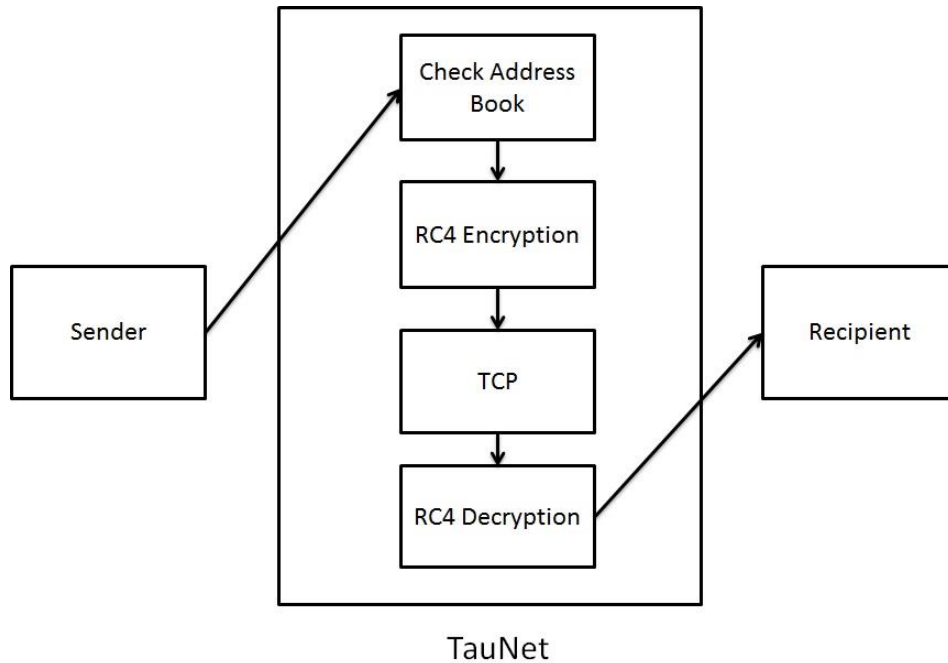 Check Address
Book
RC4 Encryption
Sender
TCP
Recipient
RC4 Decryption
TauNet